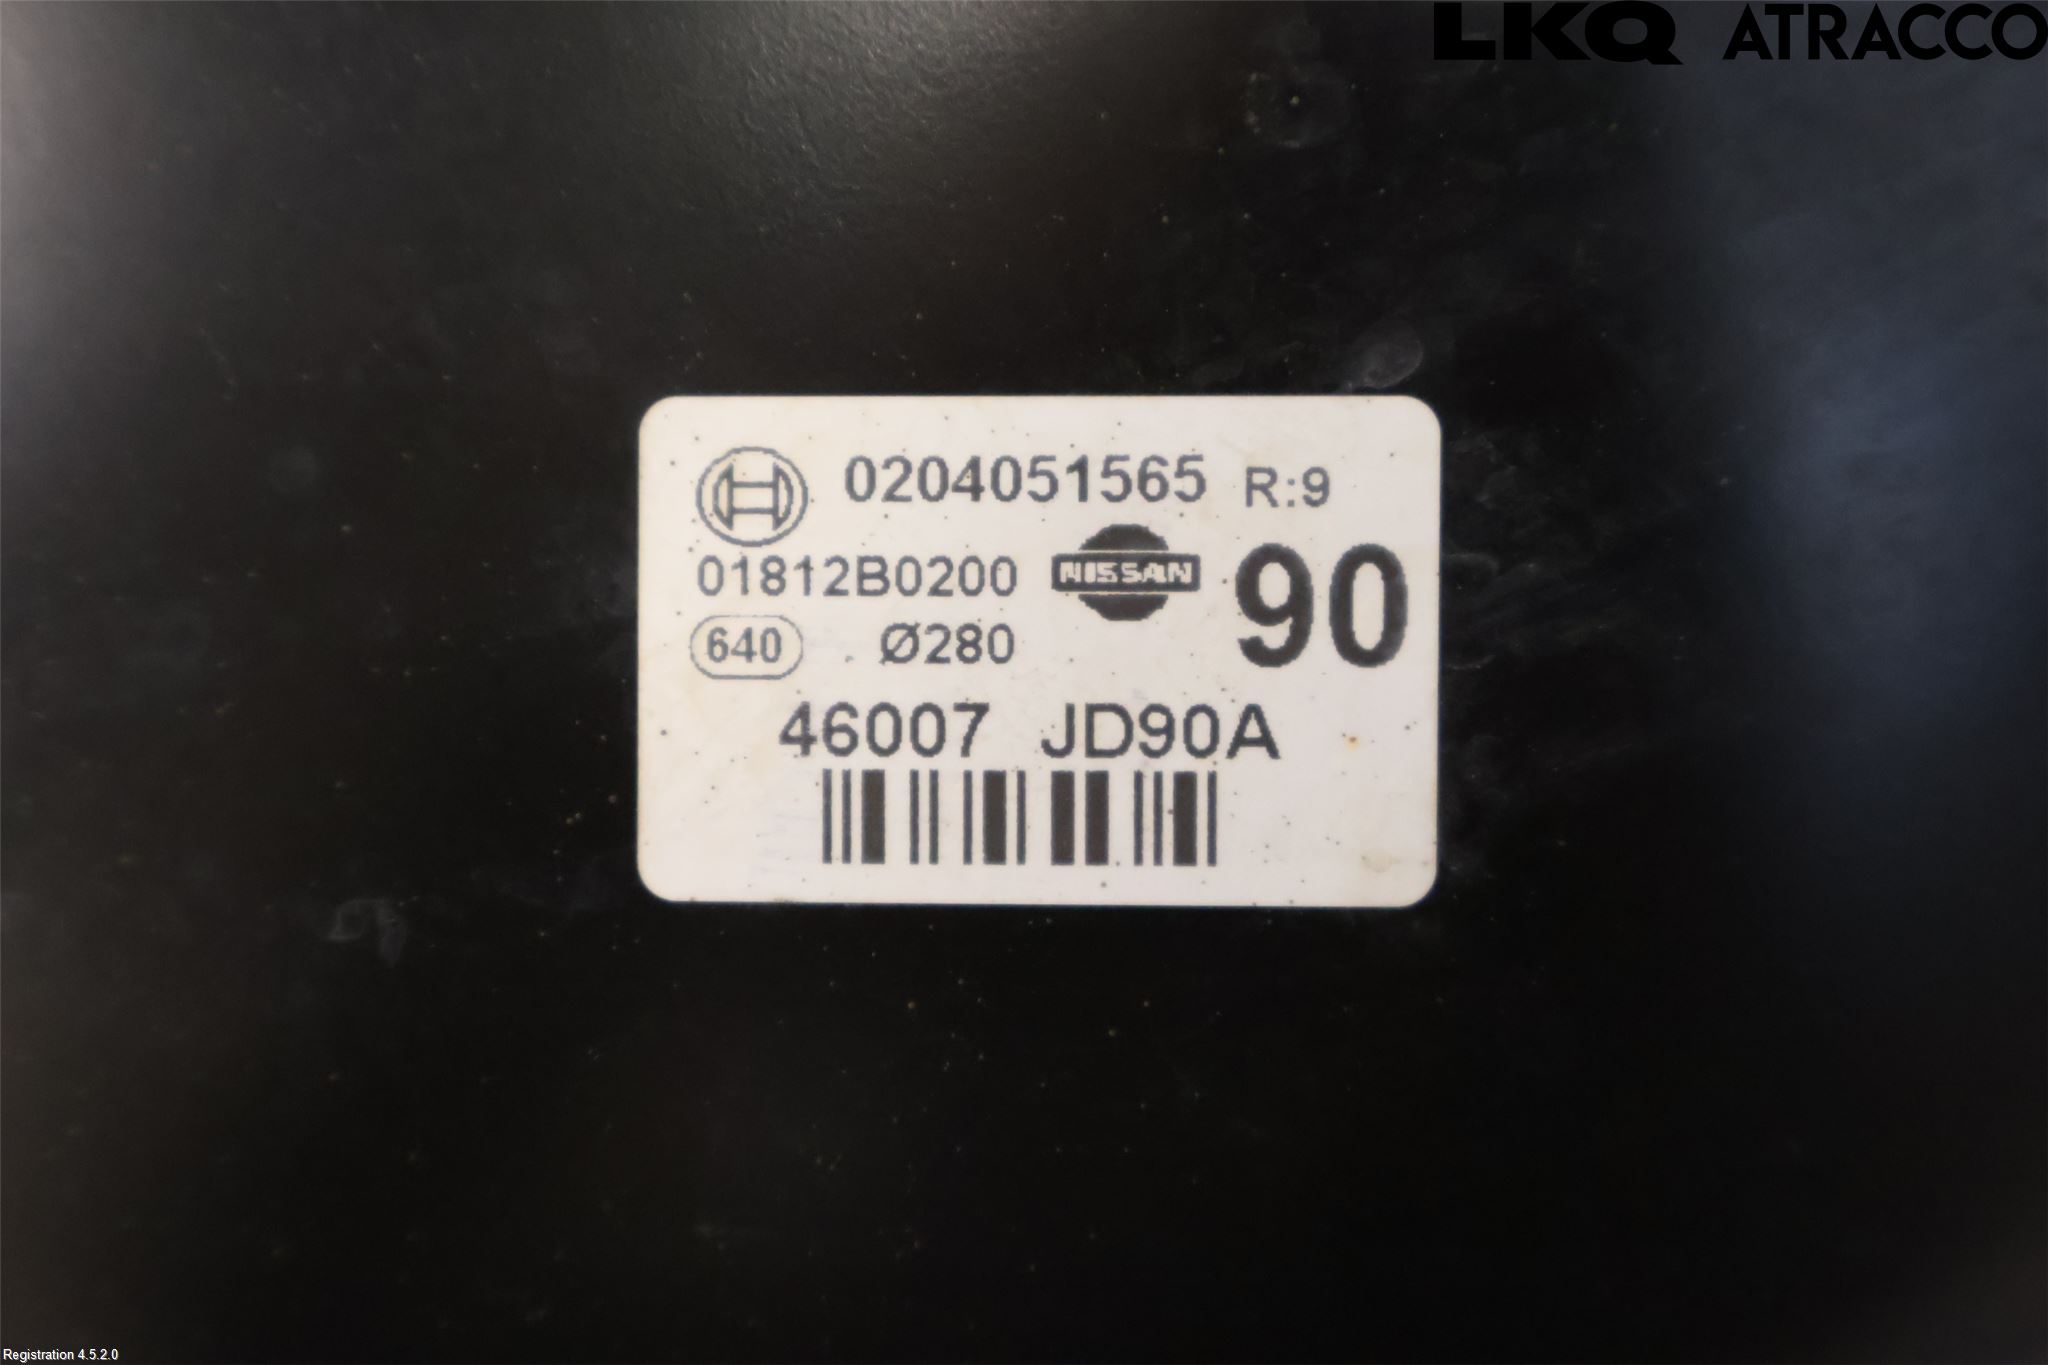 LKQ ATRACCO
0204051565 R:9
01812B0200 NISSAN 90
640 Ø280
46007 JD90A
Registration 4.5.2.0